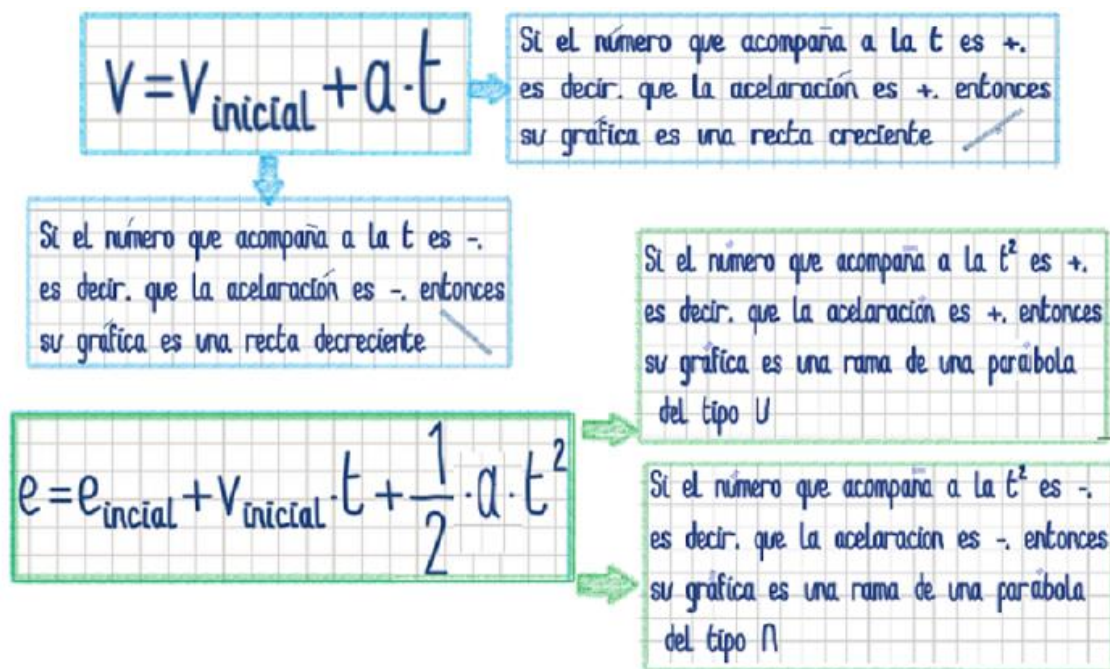 v = v inicial + a · t
Si el número que acompaña a la t es +.
es decir. que la acelaración es +. entonces
su gráfica es una recta creciente
Si el número que acompaña a la t es -.
es decir. que la acelaración es -. entonces
su gráfica es una recta decreciente
Si el número que acompaña a la t² es +.
es decir. que la acelaración es +. entonces
su gráfica es una rama de una parábola
del tipo U
e = e incial + v inicial · t + 1/2 · a · t²
Si el número que acompaña a la t² es -.
es decir. que la acelaracion es -. entonces
su gráfica es una rama de una parábola
del tipo ∩